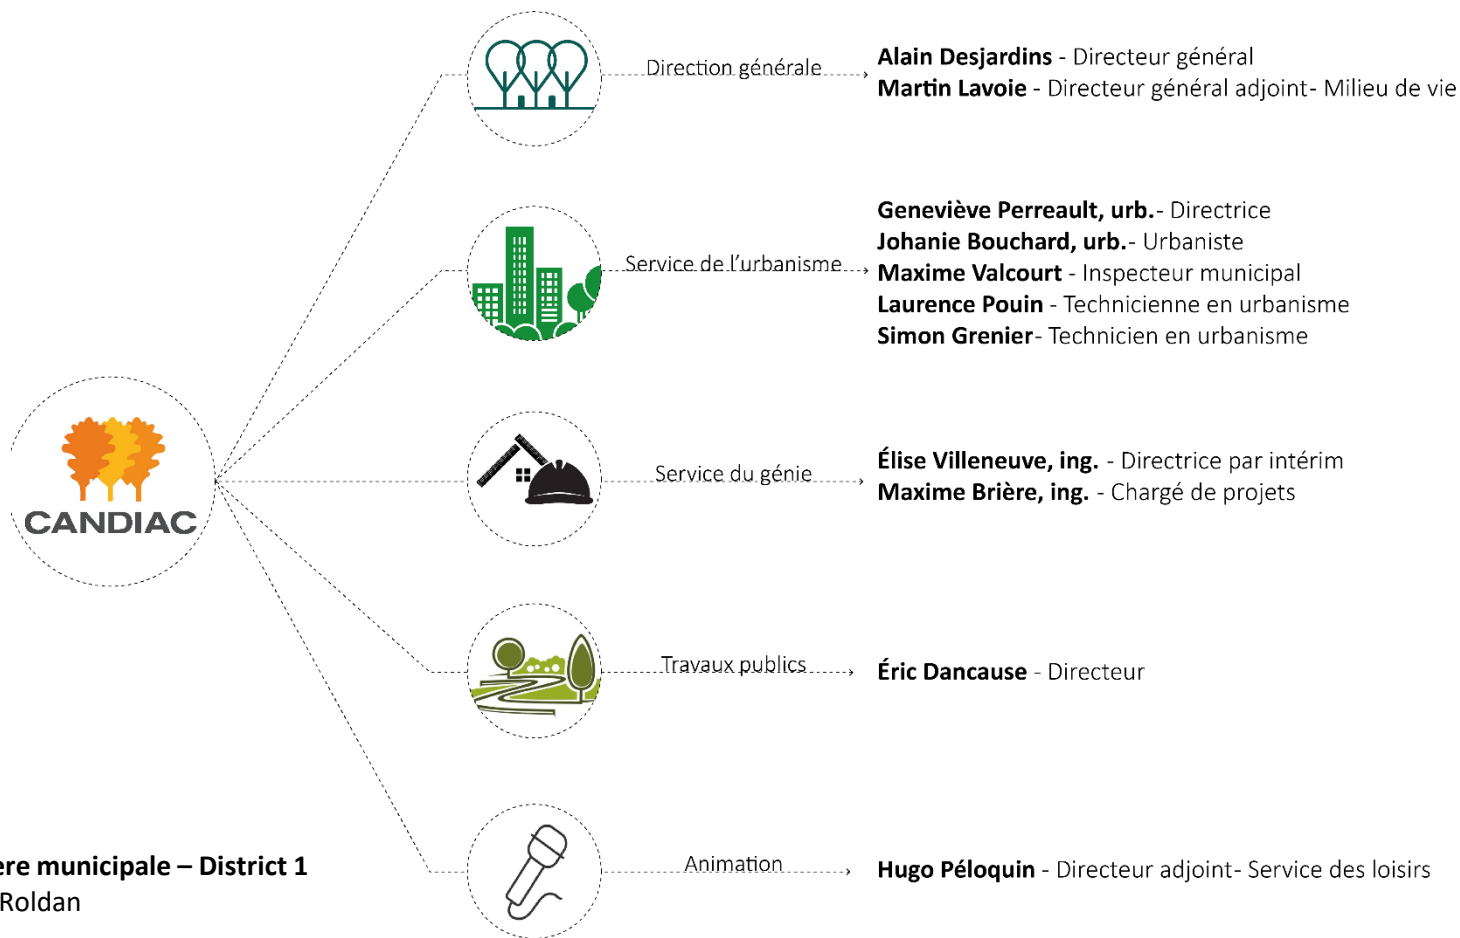 Direction générale
Alain Desjardins - Directeur général
Martin Lavoie - Directeur général adjoint- Milieu de vie
Service de l'urbanisme
Geneviève Perreault, urb.- Directrice
Johanie Bouchard, urb.- Urbaniste
Maxime Valcourt - Inspecteur municipal
Laurence Pouin - Technicienne en urbanisme
Simon Grenier- Technicien en urbanisme
CANDIAC
Service du génie
Élise Villeneuve, ing. - Directrice par intérim
Maxime Brière, ing. - Chargé de projets
Travaux publics
Éric Dancause - Directeur
Animation
Hugo Péloquin - Directeur adjoint- Service des loisirs
ere municipale – District 1
Roldan